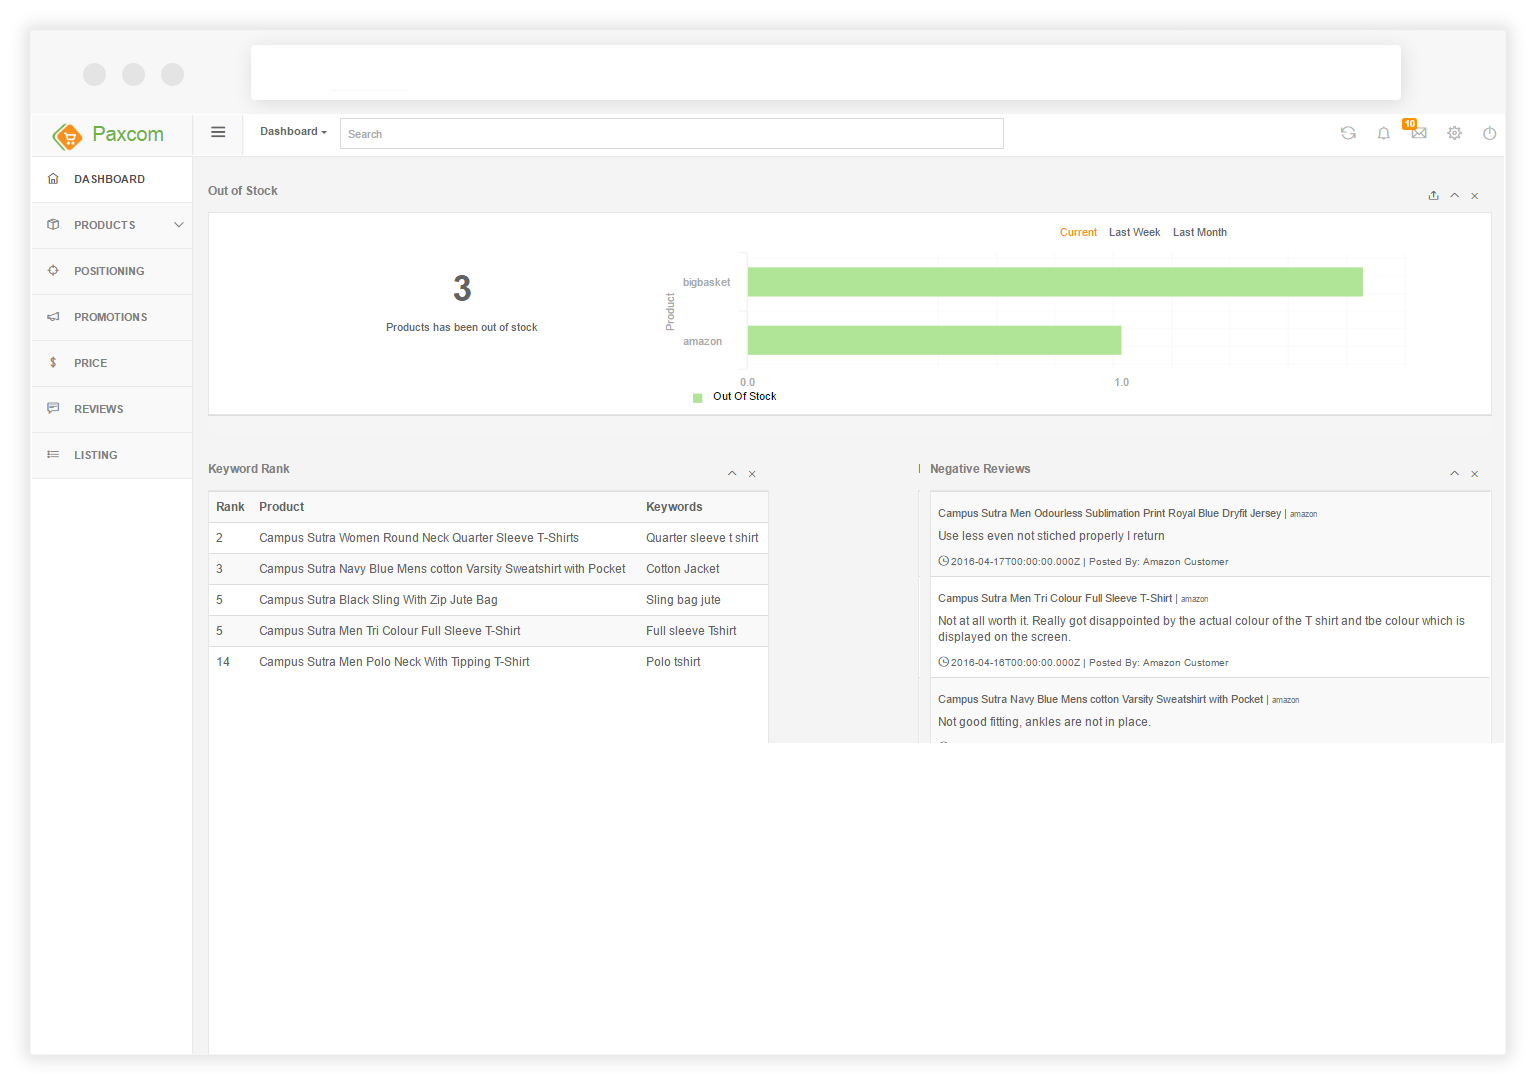 Paxcom
Dashboard
Search
10
DASHBOARD
PRODUCTS
POSITIONING
PROMOTIONS
$ PRICE
REVIEWS
LISTING
Out of Stock
Current Last Week Last Month
3
Products has been out of stock
Product
bigbasket
amazon
0.0 1.0
Out Of Stock
Keyword Rank
Rank Product Keywords
2 Campus Sutra Women Round Neck Quarter Sleeve T-Shirts Quarter sleeve t shirt
3 Campus Sutra Navy Blue Mens cotton Varsity Sweatshirt with Pocket Cotton Jacket
5 Campus Sutra Black Sling With Zip Jute Bag Sling bag jute
5 Campus Sutra Men Tri Colour Full Sleeve T-Shirt Full sleeve Tshirt
14 Campus Sutra Men Polo Neck With Tipping T-Shirt Polo tshirt
Negative Reviews
Campus Sutra Men Odourless Sublimation Print Royal Blue Dryfit Jersey | amazon
Use less even not stiched properly I return
2016-04-17T00:00:00.000Z | Posted By: Amazon Customer
Campus Sutra Men Tri Colour Full Sleeve T-Shirt | amazon
Not at all worth it. Really got disappointed by the actual colour of the T shirt and tbe colour which is
displayed on the screen.
2016-04-16T00:00:00.000Z | Posted By: Amazon Customer
Campus Sutra Navy Blue Mens cotton Varsity Sweatshirt with Pocket | amazon
Not good fitting, ankles are not in place.